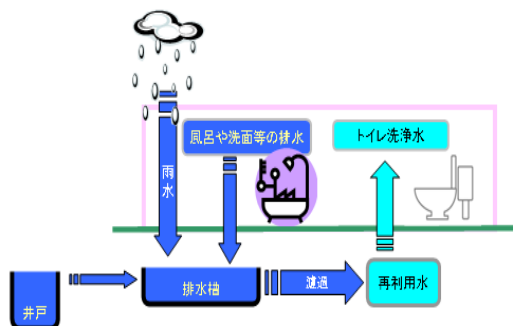 風呂や洗面等の排水
トイレ洗浄水
雨水
井戸
排水槽
濾過
再利用水